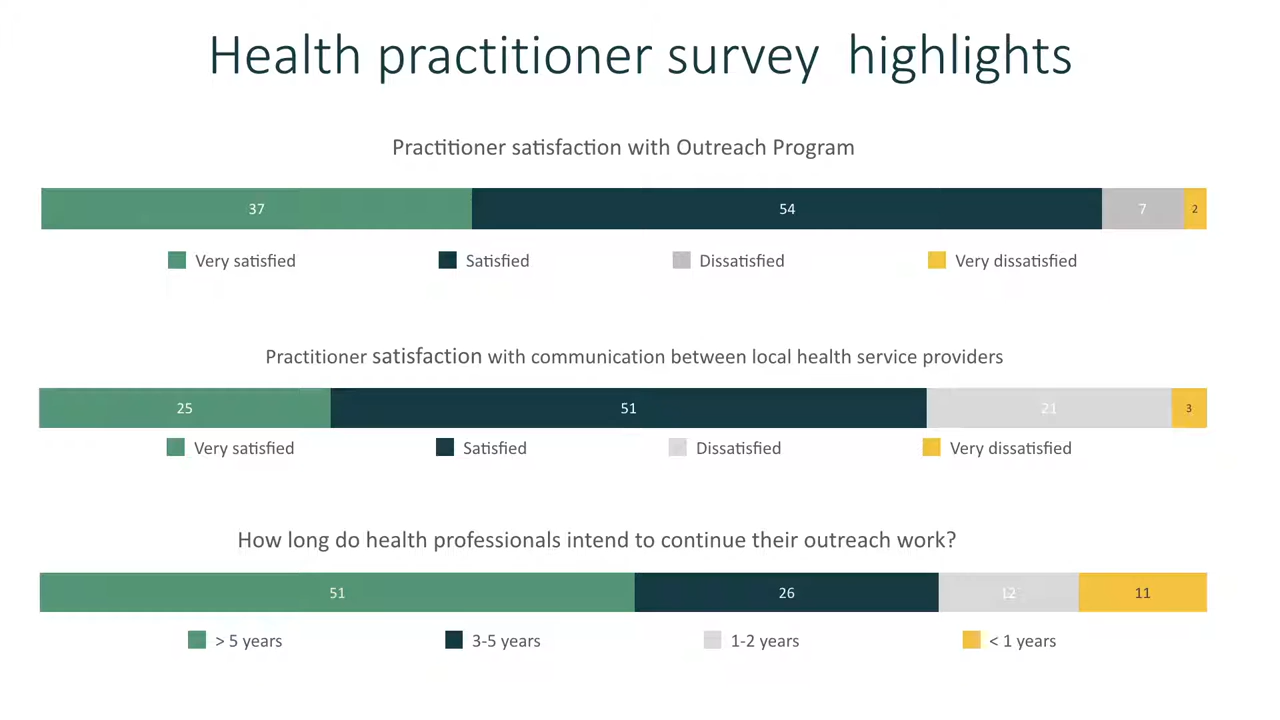 Health practitioner survey  highlights
Practitioner satisfaction with Outreach Program
37 54 7 2
Very satisfied Satisfied Dissatisfied Very dissatisfied
Practitioner satisfaction with communication between local health service providers
25 51 21 3
Very satisfied Satisfied Dissatisfied Very dissatisfied
How long do health professionals intend to continue their outreach work?
51 26 12 11
> 5 years 3-5 years 1-2 years < 1 years